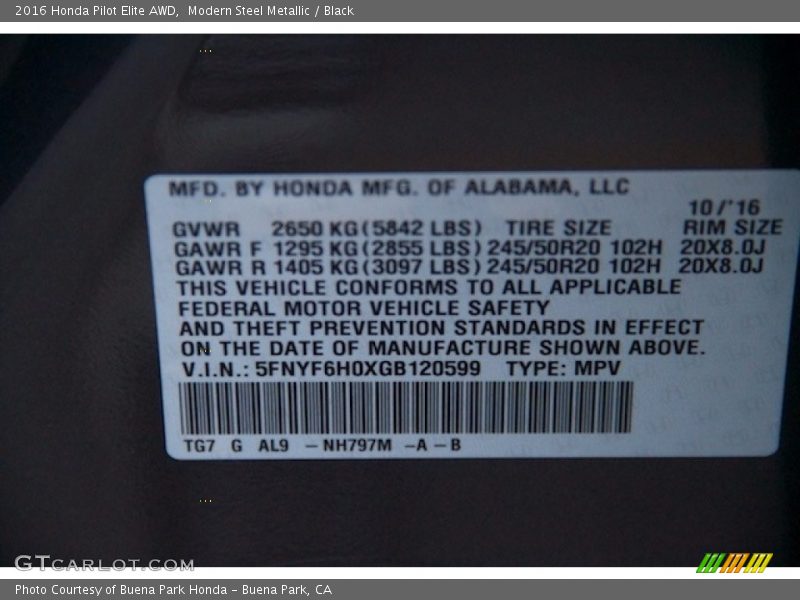 2016 Honda Pilot Elite AWD,  Modern Steel Metallic / Black
MFD. BY HONDA MFG. OF ALABAMA, LLC
10/'16
GVWR 2650 KG(5842 LBS) TIRE SIZE RIM SIZE
GAWR F 1295 KG(2855 LBS) 245/50R20 102H 20X8.0J
GAWR R 1405 KG(3097 LBS) 245/50R20 102H 20X8.0J
THIS VEHICLE CONFORMS TO ALL APPLICABLE
FEDERAL MOTOR VEHICLE SAFETY
AND THEFT PREVENTION STANDARDS IN EFFECT
ON THE DATE OF MANUFACTURE SHOWN ABOVE.
V.I.N.: 5FNYF6H0XGB120599 TYPE: MPV
TG7 G AL9 –NH797M –A –B
GTCARLOT.COM
Photo Courtesy of Buena Park Honda – Buena Park, CA